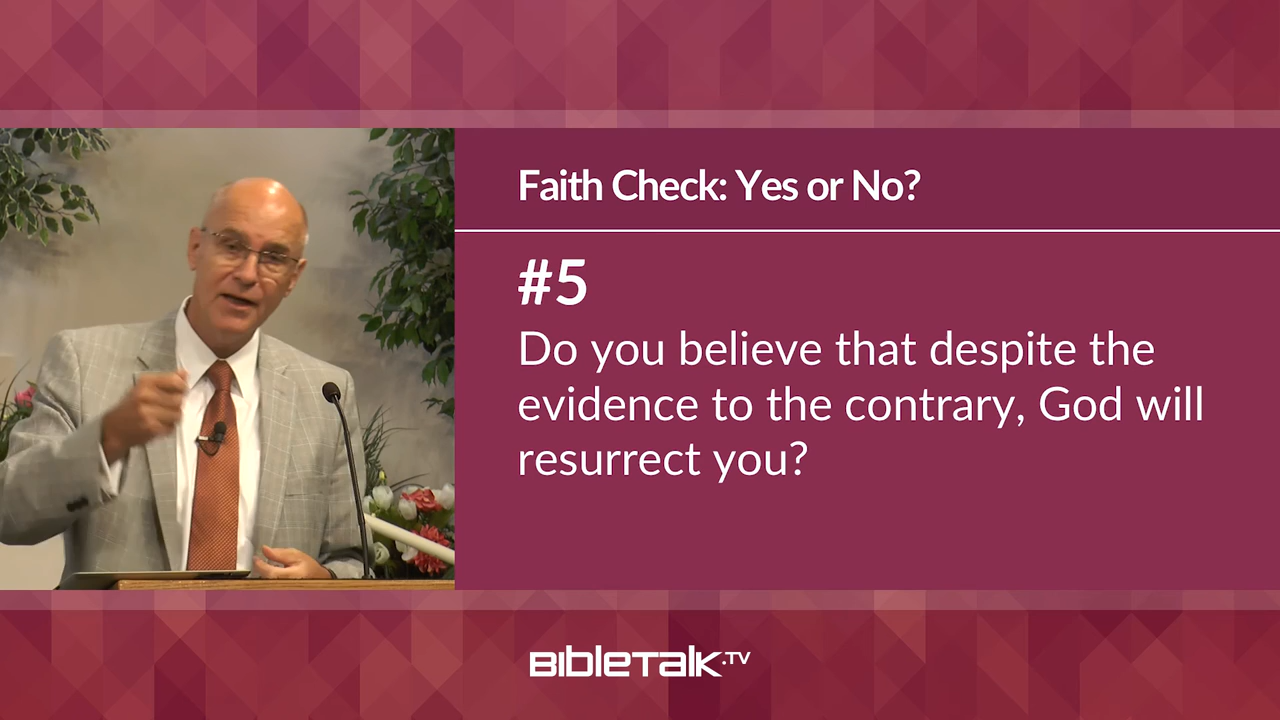 Faith Check: Yes or No?
#5
Do you believe that despite the
evidence to the contrary, God will
resurrect you?
BIBLETALK.TV